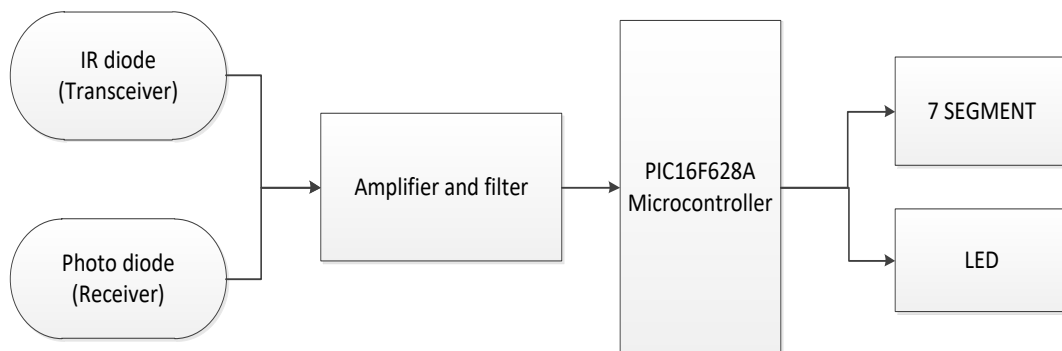 IR diode
(Transceiver)
Photo diode
(Receiver)
Amplifier and filter
PIC16F628A
Microcontroller
7 SEGMENT
LED